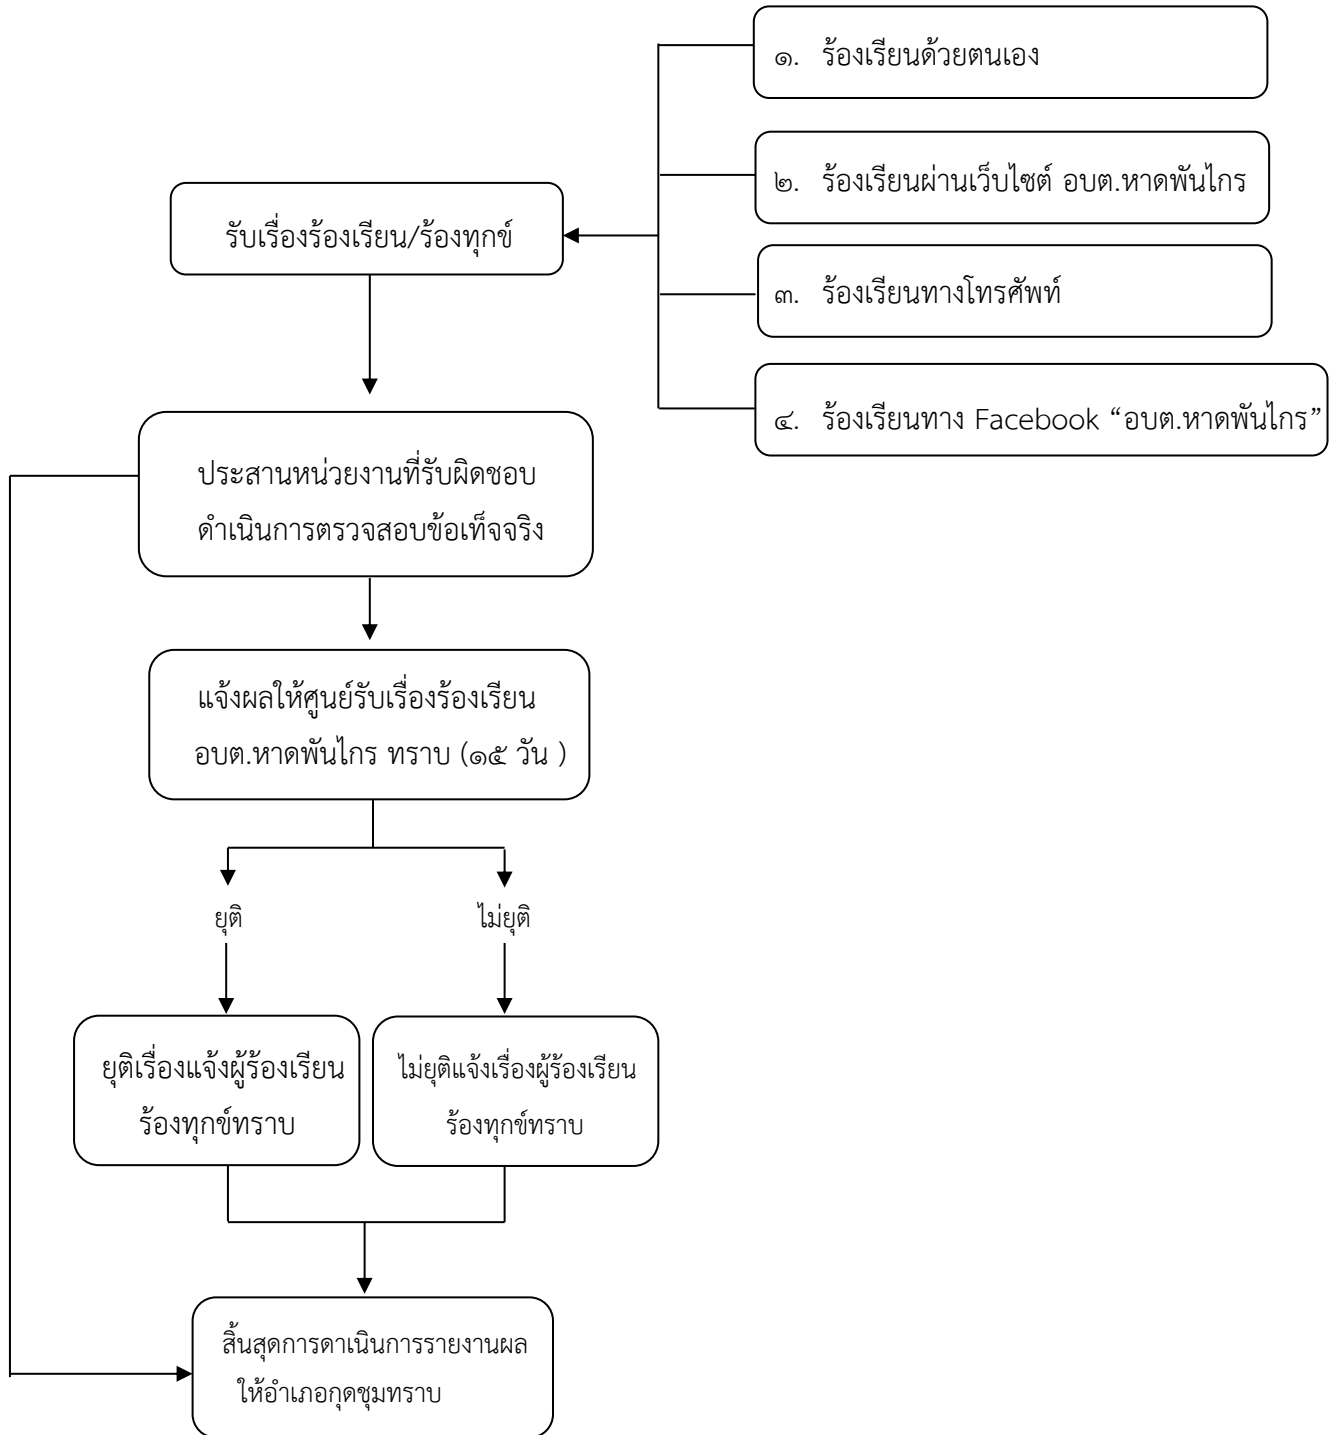 ๑. ร้องเรียนด้วยตนเอง
๒. ร้องเรียนผ่านเว็บไซต์ อบต.หาดพันไกร
รับเรื่องร้องเรียน/ร้องทุกข์
๓. ร้องเรียนทางโทรศัพท์
๔. ร้องเรียนทาง Facebook “อบต.หาดพันไกร”
ประสานหน่วยงานที่รับผิดชอบ
ดำเนินการตรวจสอบข้อเท็จจริง
แจ้งผลให้ศูนย์รับเรื่องร้องเรียน
อบต.หาดพันไกร ทราบ (๑๕ วัน )
ยุติ
ไม่ยุติ
ยุติเรื่องแจ้งผู้ร้องเรียน
ร้องทุกข์ทราบ
ไม่ยุติแจ้งเรื่องผู้ร้องเรียน
ร้องทุกข์ทราบ
สิ้นสุดการดาเนินการรายงานผล
ให้อำเภอกุดชุมทราบ